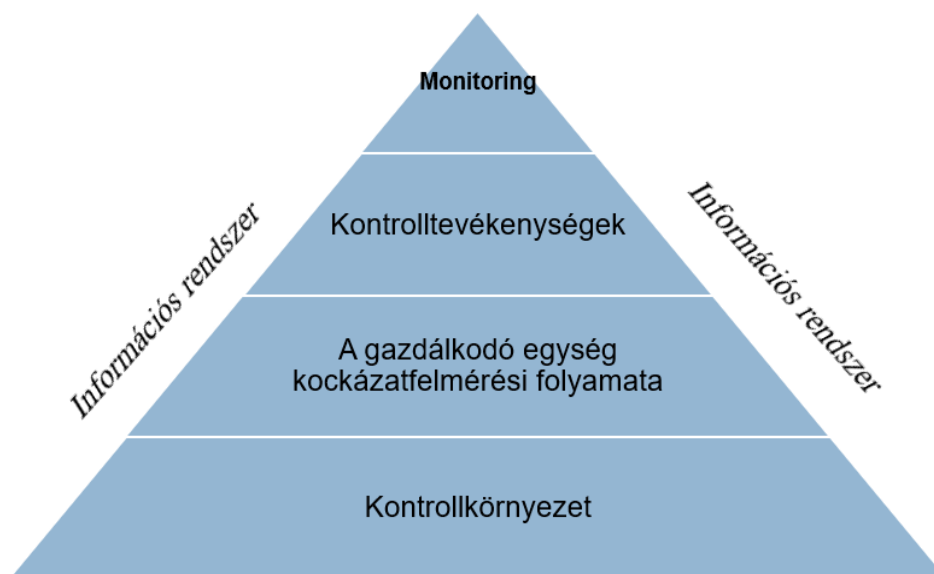 Monitoring
Kontrolltevékenységek
Információs rendszer
Információs rendszer
A gazdálkodó egység
kockázatfelmérési folyamata
Kontrollkörnyezet